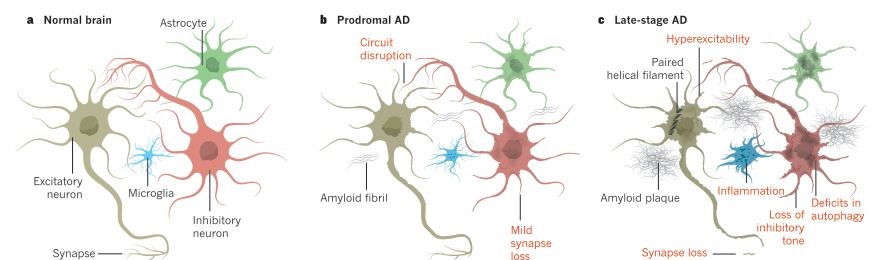 a Normal brain
Astrocyte
Excitatory
neuron
Microglia
Inhibitory
neuron
Synapse
b Prodromal AD
Circuit
disruption
Amyloid fibril
Mild
synapse
loss
c Late-stage AD
Hyperexcitability
Paired
helical filament
Amyloid plaque
Inflammation
Loss of
inhibitory
tone
Deficits in
autophagy
Synapse loss